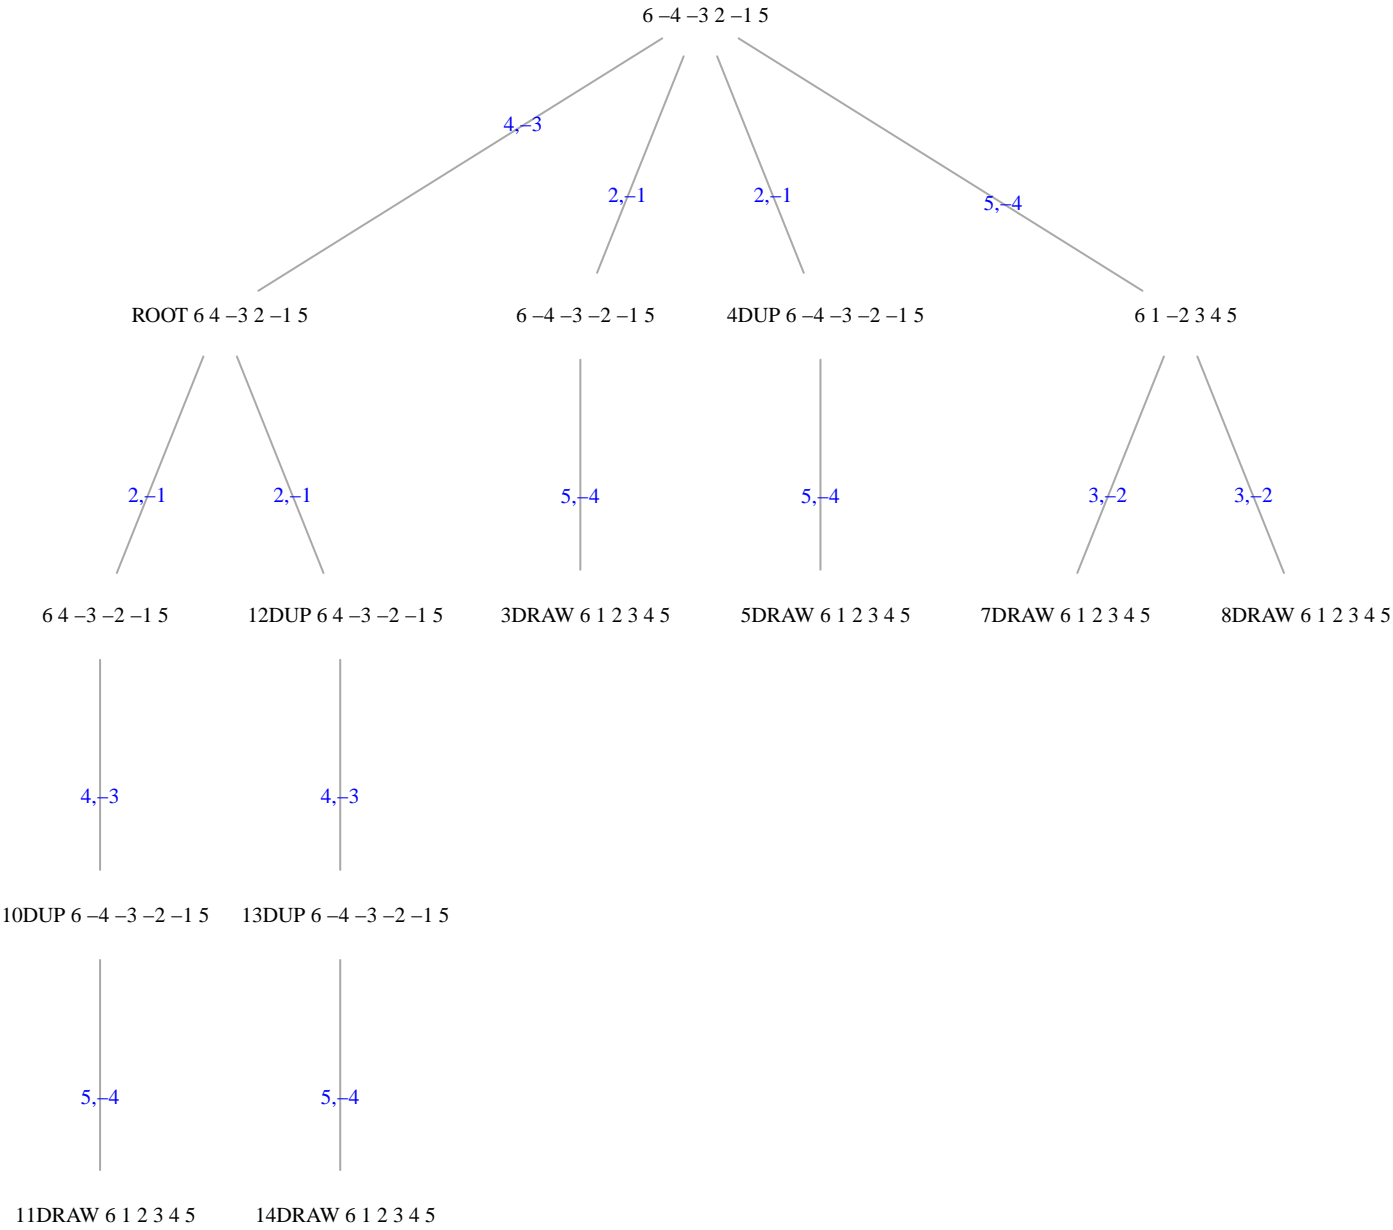 6 –4 –3 2 –1 5
4,–3
2,–1
2,–1
5,–4
ROOT 6 4 –3 2 –1 5
6 –4 –3 –2 –1 5
4DUP 6 –4 –3 –2 –1 5
6 1 –2 3 4 5
2,–1
2,–1
5,–4
5,–4
3,–2
3,–2
6 4 –3 –2 –1 5
12DUP 6 4 –3 –2 –1 5
3DRAW 6 1 2 3 4 5
5DRAW 6 1 2 3 4 5
7DRAW 6 1 2 3 4 5
8DRAW 6 1 2 3 4 5
4,–3
4,–3
10DUP 6 –4 –3 –2 –1 5
13DUP 6 –4 –3 –2 –1 5
5,–4
5,–4
11DRAW 6 1 2 3 4 5
14DRAW 6 1 2 3 4 5